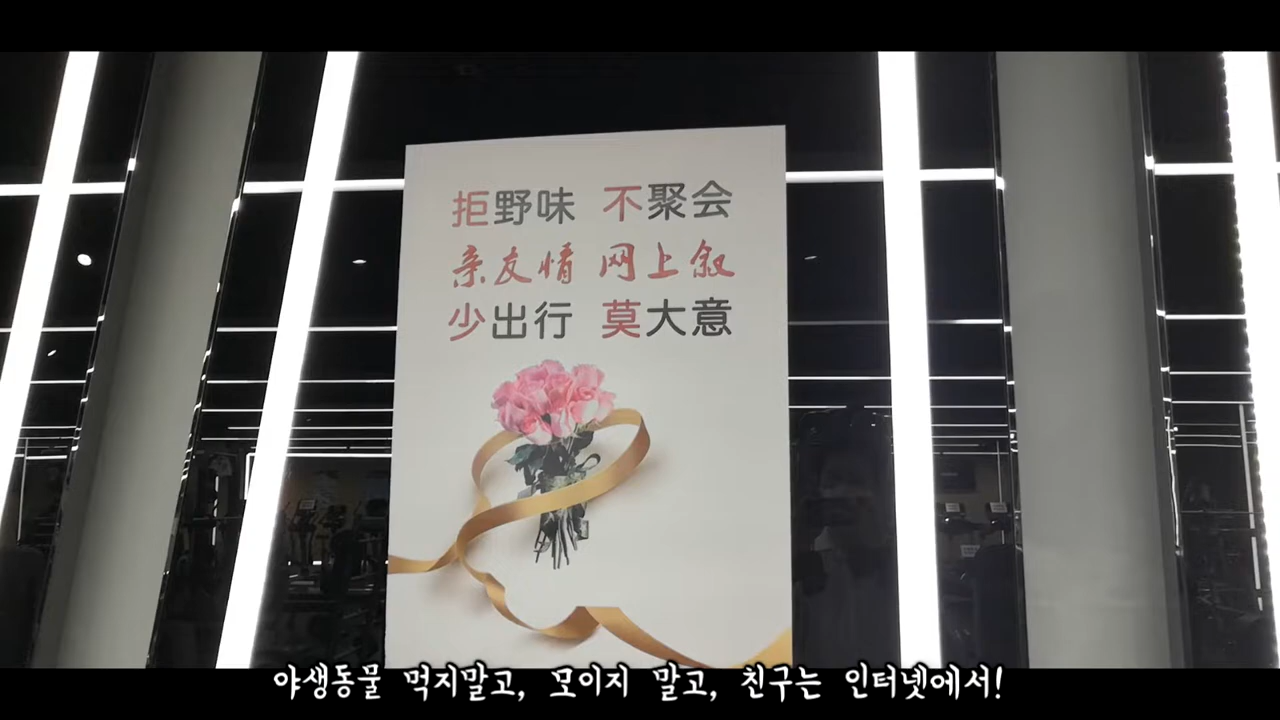 拒野味 不聚会
亲友情 网上叙
少出行 莫大意
야생동물 먹지말고, 모이지 말고, 친구는 인터넷에서!